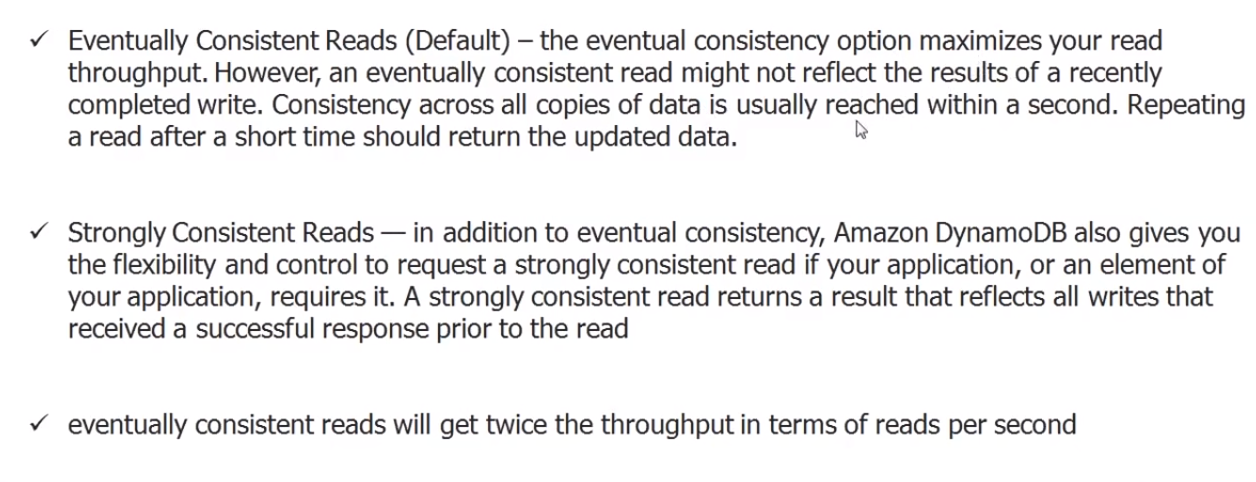 ✓ Eventually Consistent Reads (Default) – the eventual consistency option maximizes your read
throughput. However, an eventually consistent read might not reflect the results of a recently
completed write. Consistency across all copies of data is usually reached within a second. Repeating
a read after a short time should return the updated data.
✓ Strongly Consistent Reads — in addition to eventual consistency, Amazon DynamoDB also gives you
the flexibility and control to request a strongly consistent read if your application, or an element of
your application, requires it. A strongly consistent read returns a result that reflects all writes that
received a successful response prior to the read
✓ eventually consistent reads will get twice the throughput in terms of reads per second